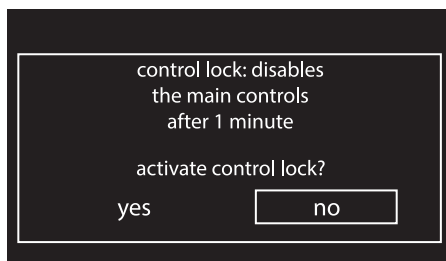 control lock: disables
the main controls
after 1 minute
activate control lock?
yes no